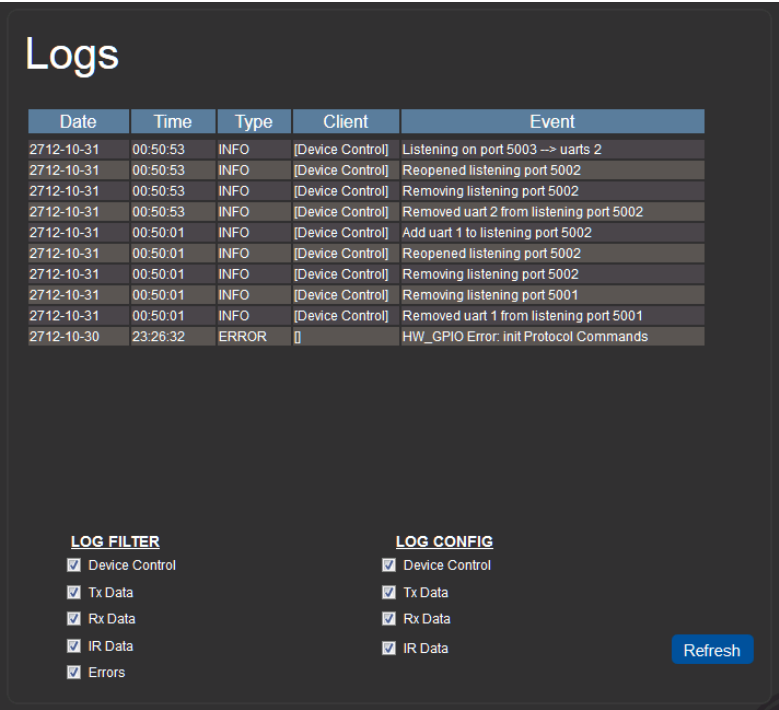 Logs
Date Time Type Client Event
2712-10-31 00:50:53 INFO [Device Control] Listening on port 5003 --> uarts 2
2712-10-31 00:50:53 INFO [Device Control] Reopened listening port 5002
2712-10-31 00:50:53 INFO [Device Control] Removing listening port 5002
2712-10-31 00:50:53 INFO [Device Control] Removed uart 2 from listening port 5002
2712-10-31 00:50:01 INFO [Device Control] Add uart 1 to listening port 5002
2712-10-31 00:50:01 INFO [Device Control] Reopened listening port 5002
2712-10-31 00:50:01 INFO [Device Control] Removing listening port 5002
2712-10-31 00:50:01 INFO [Device Control] Removing listening port 5001
2712-10-31 00:50:01 INFO [Device Control] Removed uart 1 from listening port 5001
2712-10-30 23:26:32 ERROR [] HW_GPIO Error: init Protocol Commands
LOG FILTER LOG CONFIG
Device Control Device Control
Tx Data Tx Data
Rx Data Rx Data
IR Data IR Data
Refresh
Errors